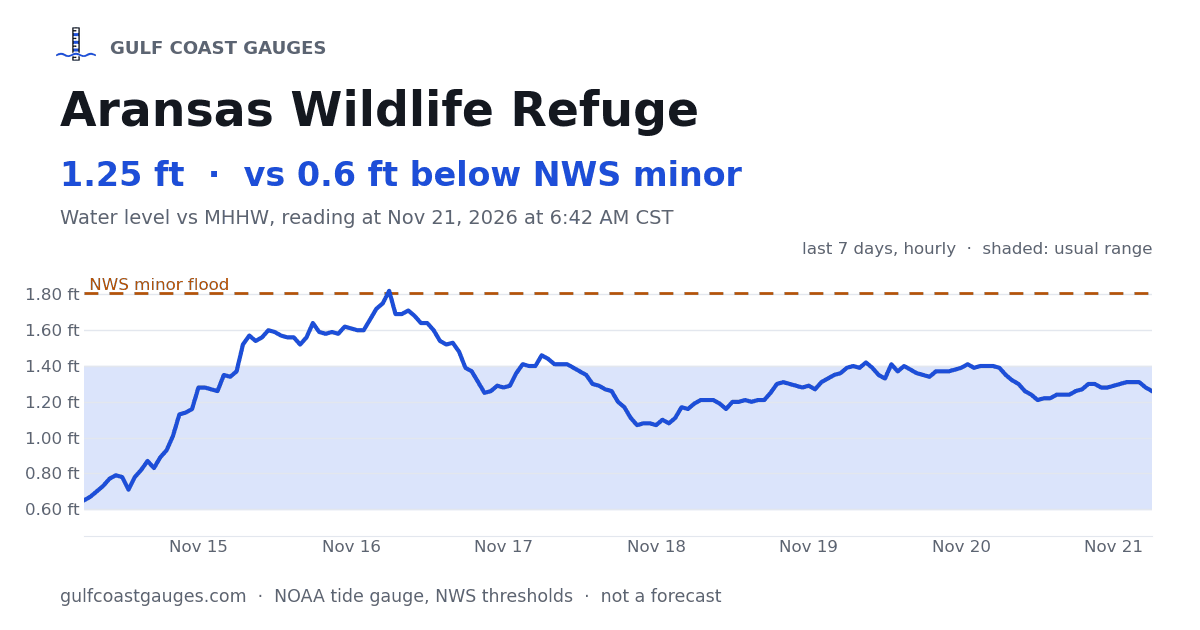 GULF COAST GAUGES
Aransas Wildlife Refuge
1.25 ft · vs 0.6 ft below NWS minor
Water level vs MHHW, reading at Nov 21, 2026 at 6:42 AM CST
last 7 days, hourly · shaded: usual range
NWS minor flood
1.80 ft
1.60 ft
1.40 ft
1.20 ft
1.00 ft
0.80 ft
0.60 ft
Nov 15 Nov 16 Nov 17 Nov 18 Nov 19 Nov 20 Nov 21
gulfcoastgauges.com · NOAA tide gauge, NWS thresholds · not a forecast